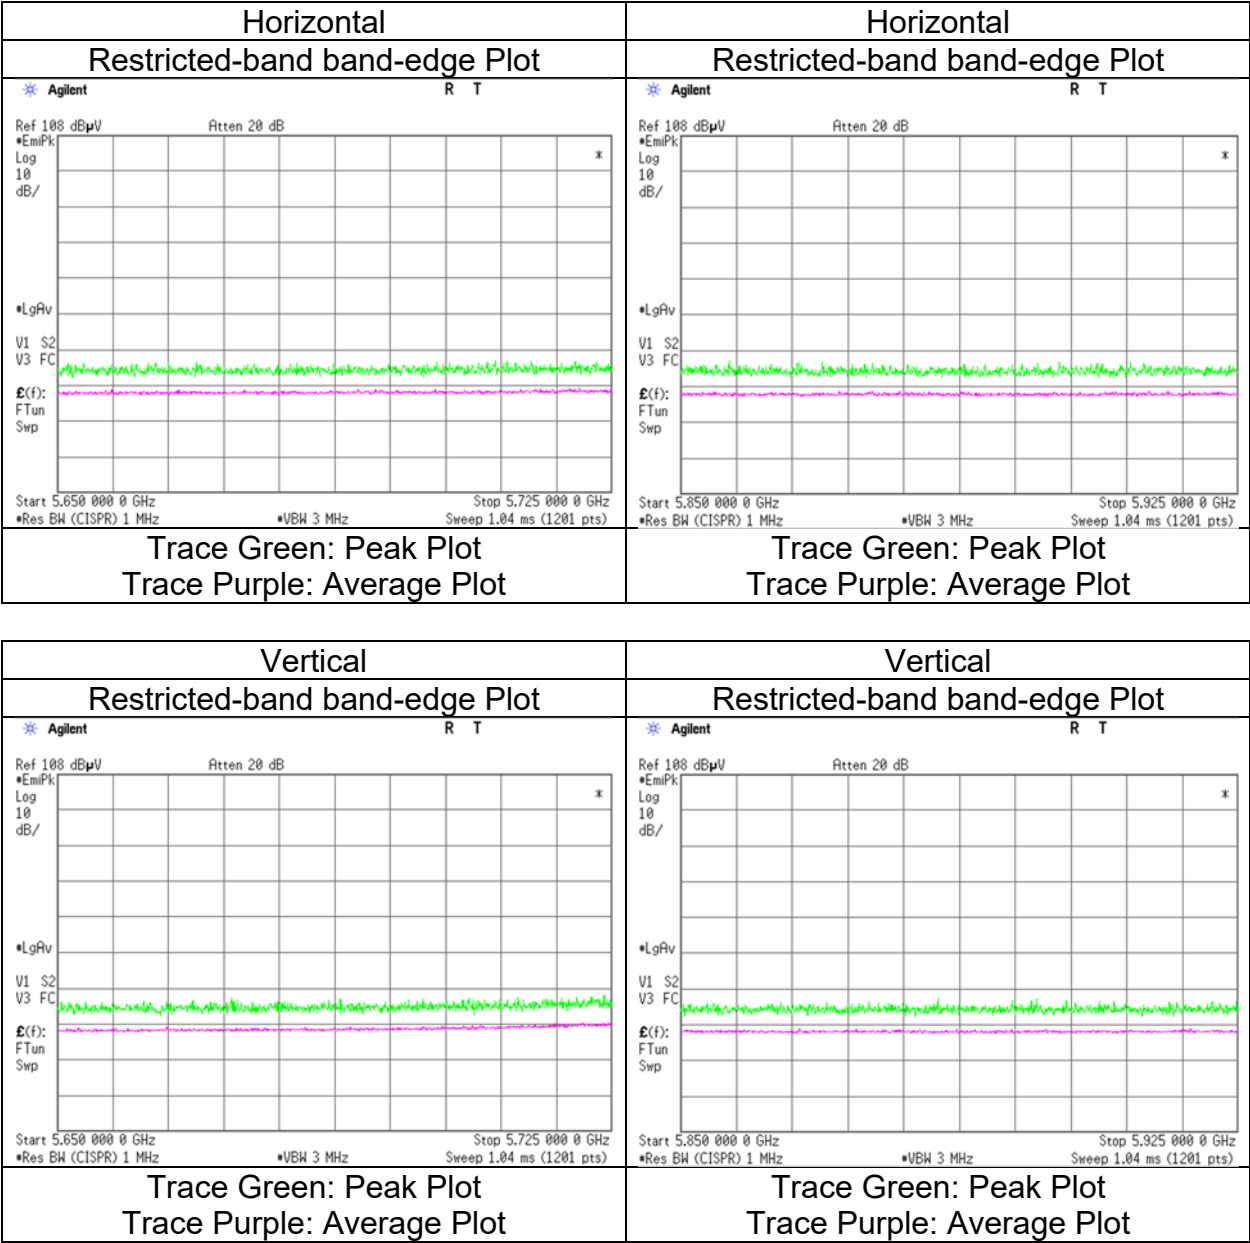 Horizontal Horizontal
Restricted-band band-edge Plot Restricted-band band-edge Plot
Agilent R T Agilent R T
Ref 108 dBµV Atten 20 dB Ref 108 dBµV Atten 20 dB
*EmiPk *EmiPk
Log * Log *
10 10
dB/ dB/
*LgAv *LgAv
V1 S2 V1 S2
V3 FC V3 FC
£(f): £(f):
FTun FTun
Swp Swp
Start 5.650 000 0 GHz Stop 5.725 000 0 GHz Start 5.850 000 0 GHz Stop 5.925 000 0 GHz
*Res BW (CISPR) 1 MHz *VBW 3 MHz Sweep 1.04 ms (1201 pts) *Res BW (CISPR) 1 MHz *VBW 3 MHz Sweep 1.04 ms (1201 pts)
Trace Green: Peak Plot Trace Green: Peak Plot
Trace Purple: Average Plot Trace Purple: Average Plot
Vertical Vertical
Restricted-band band-edge Plot Restricted-band band-edge Plot
Agilent R T Agilent R T
Ref 108 dBµV Atten 20 dB Ref 108 dBµV Atten 20 dB
*EmiPk *EmiPk
Log * Log *
10 10
dB/ dB/
*LgAv *LgAv
V1 S2 V1 S2
V3 FC V3 FC
£(f): £(f):
FTun FTun
Swp Swp
Start 5.650 000 0 GHz Stop 5.725 000 0 GHz Start 5.850 000 0 GHz Stop 5.925 000 0 GHz
*Res BW (CISPR) 1 MHz *VBW 3 MHz Sweep 1.04 ms (1201 pts) *Res BW (CISPR) 1 MHz *VBW 3 MHz Sweep 1.04 ms (1201 pts)
Trace Green: Peak Plot Trace Green: Peak Plot
Trace Purple: Average Plot Trace Purple: Average Plot